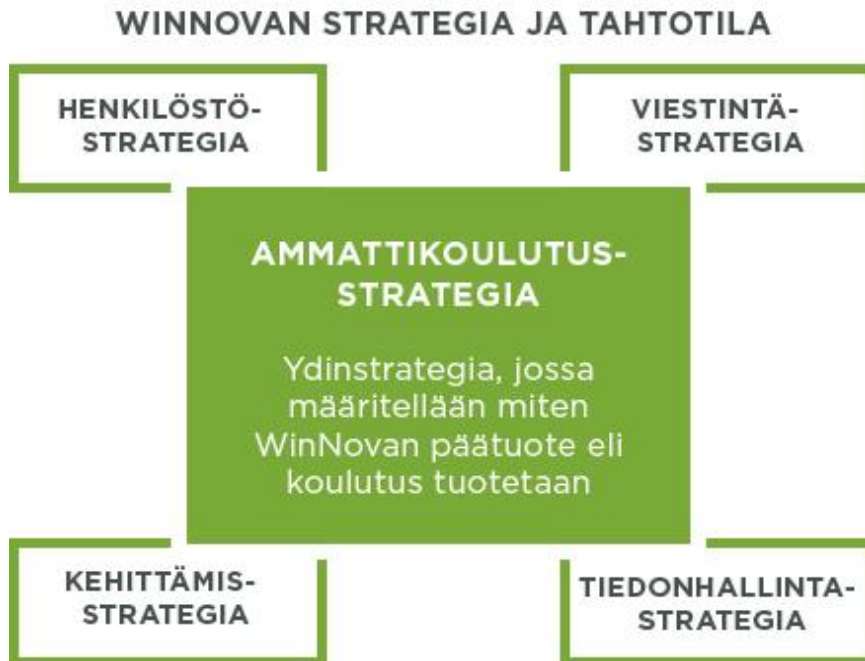 WINNOVAN STRATEGIA JA TAHTOTILA
HENKILÖSTÖ-
STRATEGIA
VIESTINTÄ-
STRATEGIA
AMMATTIKOULUTUS-
STRATEGIA
Ydinstrategia, jossa
määritellään miten
WinNovan päätuote eli
koulutus tuotetaan
KEHITTÄMIS-
STRATEGIA
TIEDONHALLINTA-
STRATEGIA